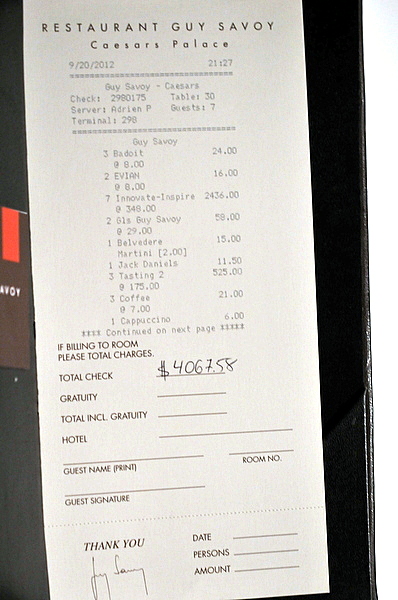 RESTAURANT GUY SAVOY
Caesars Palace
9/20/2012 21:27
Guy Savoy - Caesars
Check: 2980175 Table: 30
Server: Adrien P Guests: 7
Terminal: 298
Guy Savoy
3 Badoit 24.00
@ 8.00
2 EVIAN 16.00
@ 8.00
7 Innovate-Inspire 2436.00
@ 348.00
2 Gls Guy Savoy 58.00
@ 29.00
1 Belvedere 15.00
Martini [2.00]
1 Jack Daniels 11.50
3 Tasting 2 525.00
@ 175.00
3 Coffee 21.00
@ 7.00
1 Cappuccino 6.00
**** Continued on next page *****
IF BILLING TO ROOM
PLEASE TOTAL CHARGES.
TOTAL CHECK $4067.58
GRATUITY
TOTAL INCL. GRATUITY
HOTEL
GUEST NAME (PRINT) ROOM NO.
GUEST SIGNATURE
THANK YOU
Guy Savoy
DATE
PERSONS
AMOUNT
AVOY